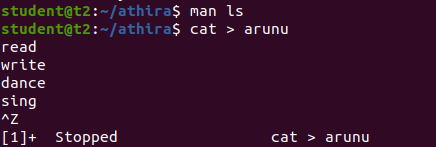 student@t2:~/athira$ man ls
student@t2:~/athira$ cat > arunu
read
write
dance
sing
^Z
[1]+  Stopped                 cat > arunu